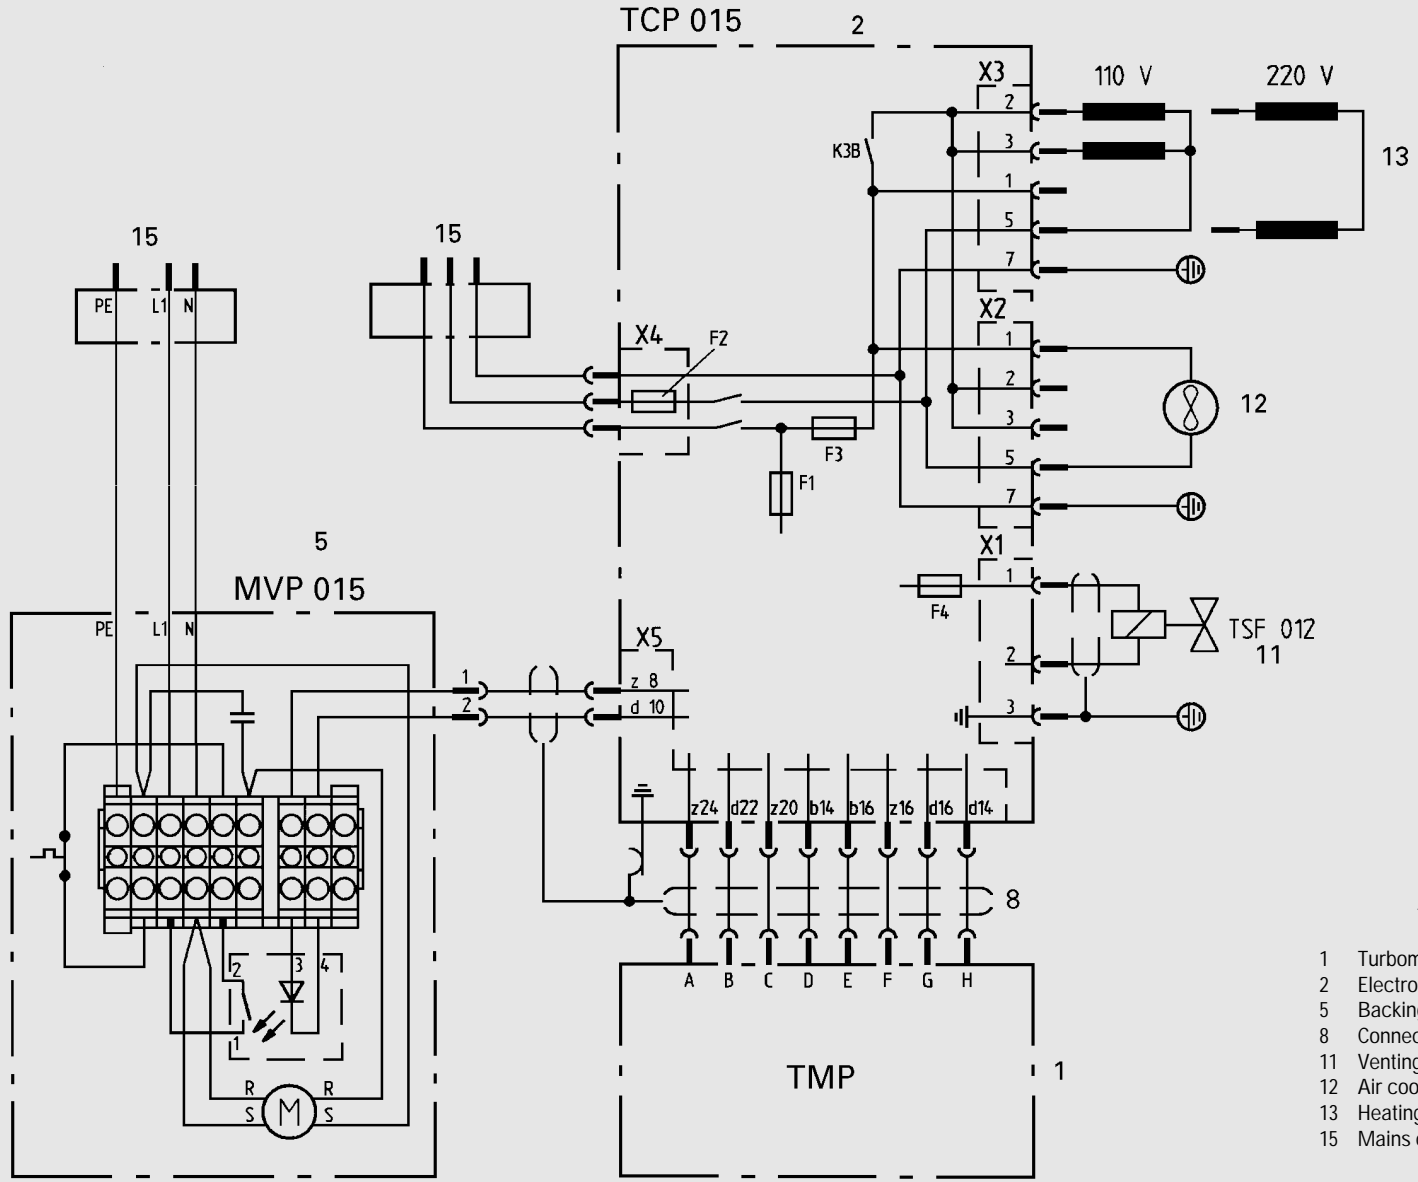 TCP 015
2
X3
110 V
220 V
2
K3B
3
13
1
5
7
15
15
PE L1 N
X2
X4
F2
1
2
12
3
F3
5
F1
7
5
X1
MVP 015
1
F4
PE L1 N
X5
TSF 012
11
2
1
z 8
2
d 10
3
z24 d22 z20 b14 b16 z16 d16 d14
8
2 3 4
A B C D E F G H
1
TMP
1
R R
M
S S
1 Turbom
2 Electro
5 Backing
8 Connec
11 Venting
12 Air coo
13 Heating
15 Mains